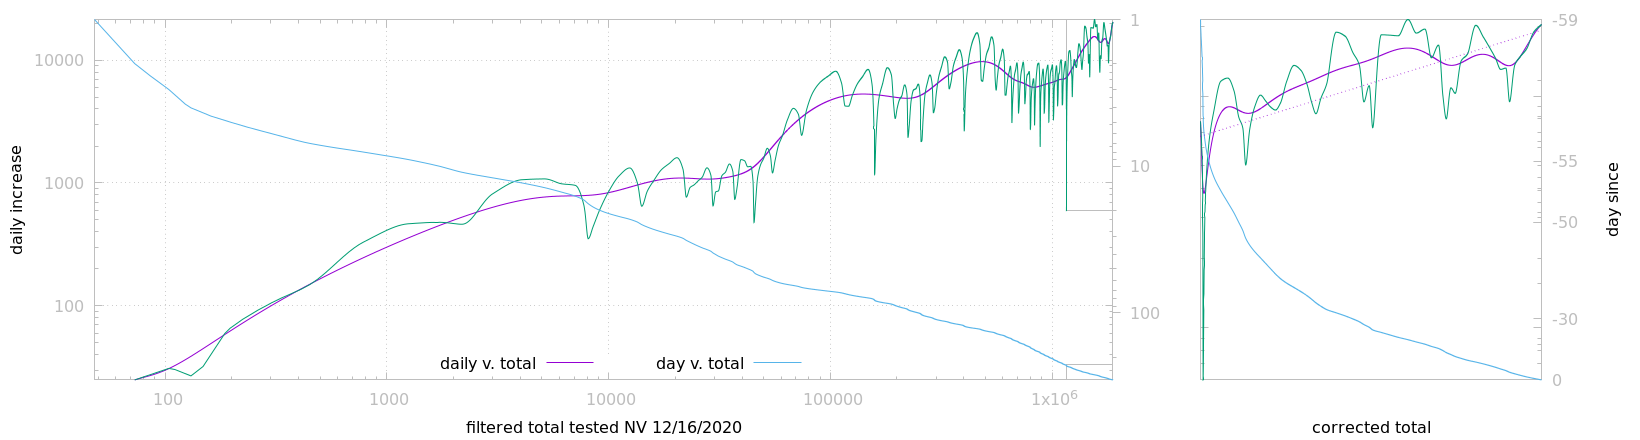 daily increase
10000
1000
100
100
1000
10000
100000
1x10^6
filtered total tested NV 12/16/2020
daily v. total
day v. total
1
10
100
-59
-55
-50
-30
0
day since
corrected total